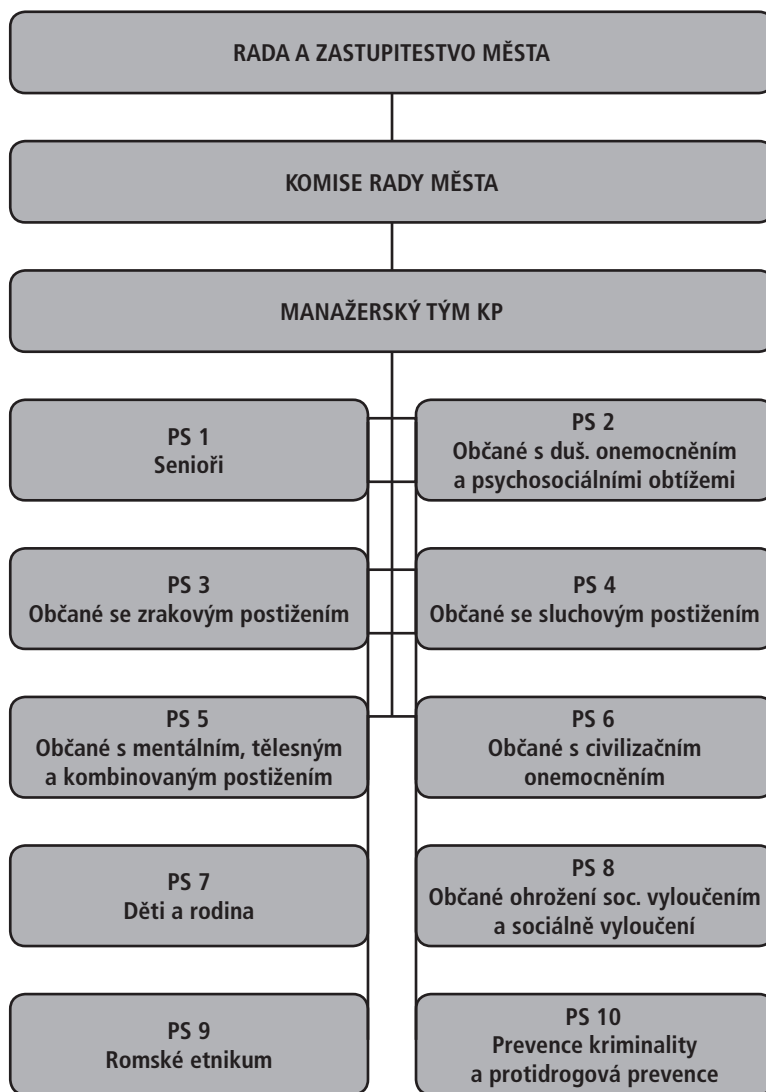 RADA A ZASTUPITESTVO MĚSTA
KOMISE RADY MĚSTA
MANAŽERSKÝ TÝM KP
PS 1
Senioři
PS 2
Občané s duš. onemocněním
a psychosociálními obtížemi
PS 3
Občané se zrakovým postižením
PS 4
Občané se sluchovým postižením
PS 5
Občané s mentálním, tělesným
a kombinovaným postižením
PS 6
Občané s civilizačním
onemocněním
PS 7
Děti a rodina
PS 8
Občané ohrožení soc. vyloučením
a sociálně vyloučení
PS 9
Romské etnikum
PS 10
Prevence kriminality
a protidrogová prevence